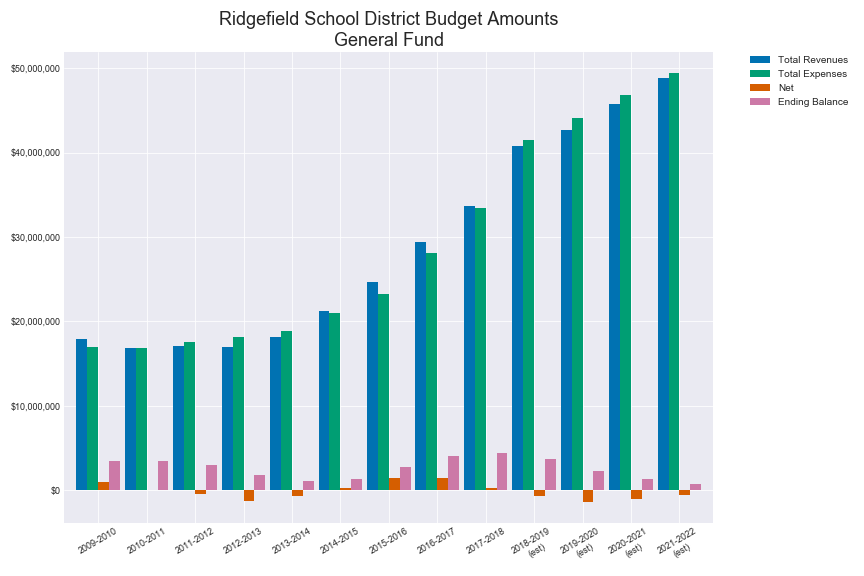 Ridgefield School District Budget Amounts
General Fund
Total Revenues
Total Expenses
Net
Ending Balance
$50,000,000
$40,000,000
$30,000,000
$20,000,000
$10,000,000
$0
2009-2010
2010-2011
2011-2012
2012-2013
2013-2014
2014-2015
2015-2016
2016-2017
2017-2018
2018-2019
(est)
2019-2020
(est)
2020-2021
(est)
2021-2022
(est)